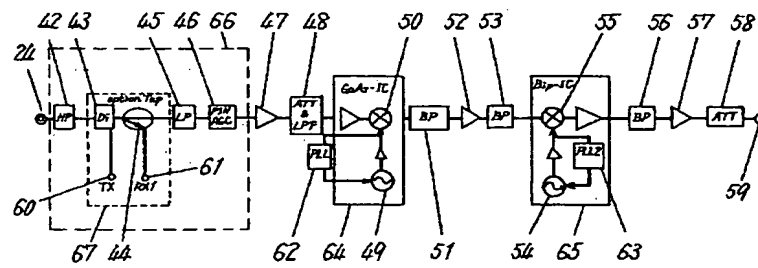 45 46 66 47 48 50 52 53 55 56 57 58
24 42 43
option Tap
HP Di LP PIN AGC ATT & LPF GaAs-IC BP BP Bip-IC BP ATT
PLL PLL2
TX RX1
60 61 59
67 44 62 64 49 51 54 65 63